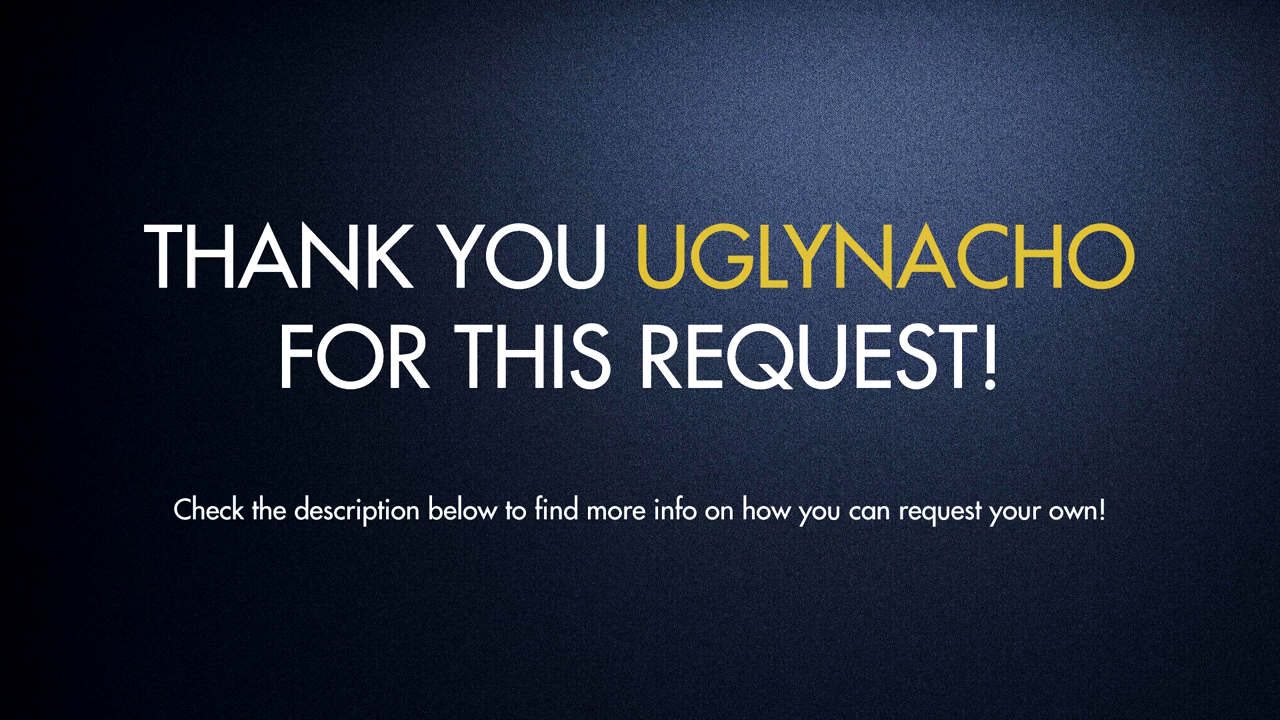 THANK YOU UGLYNACHO
FOR THIS REQUEST!
Check the description below to find more info on how you can request your own!